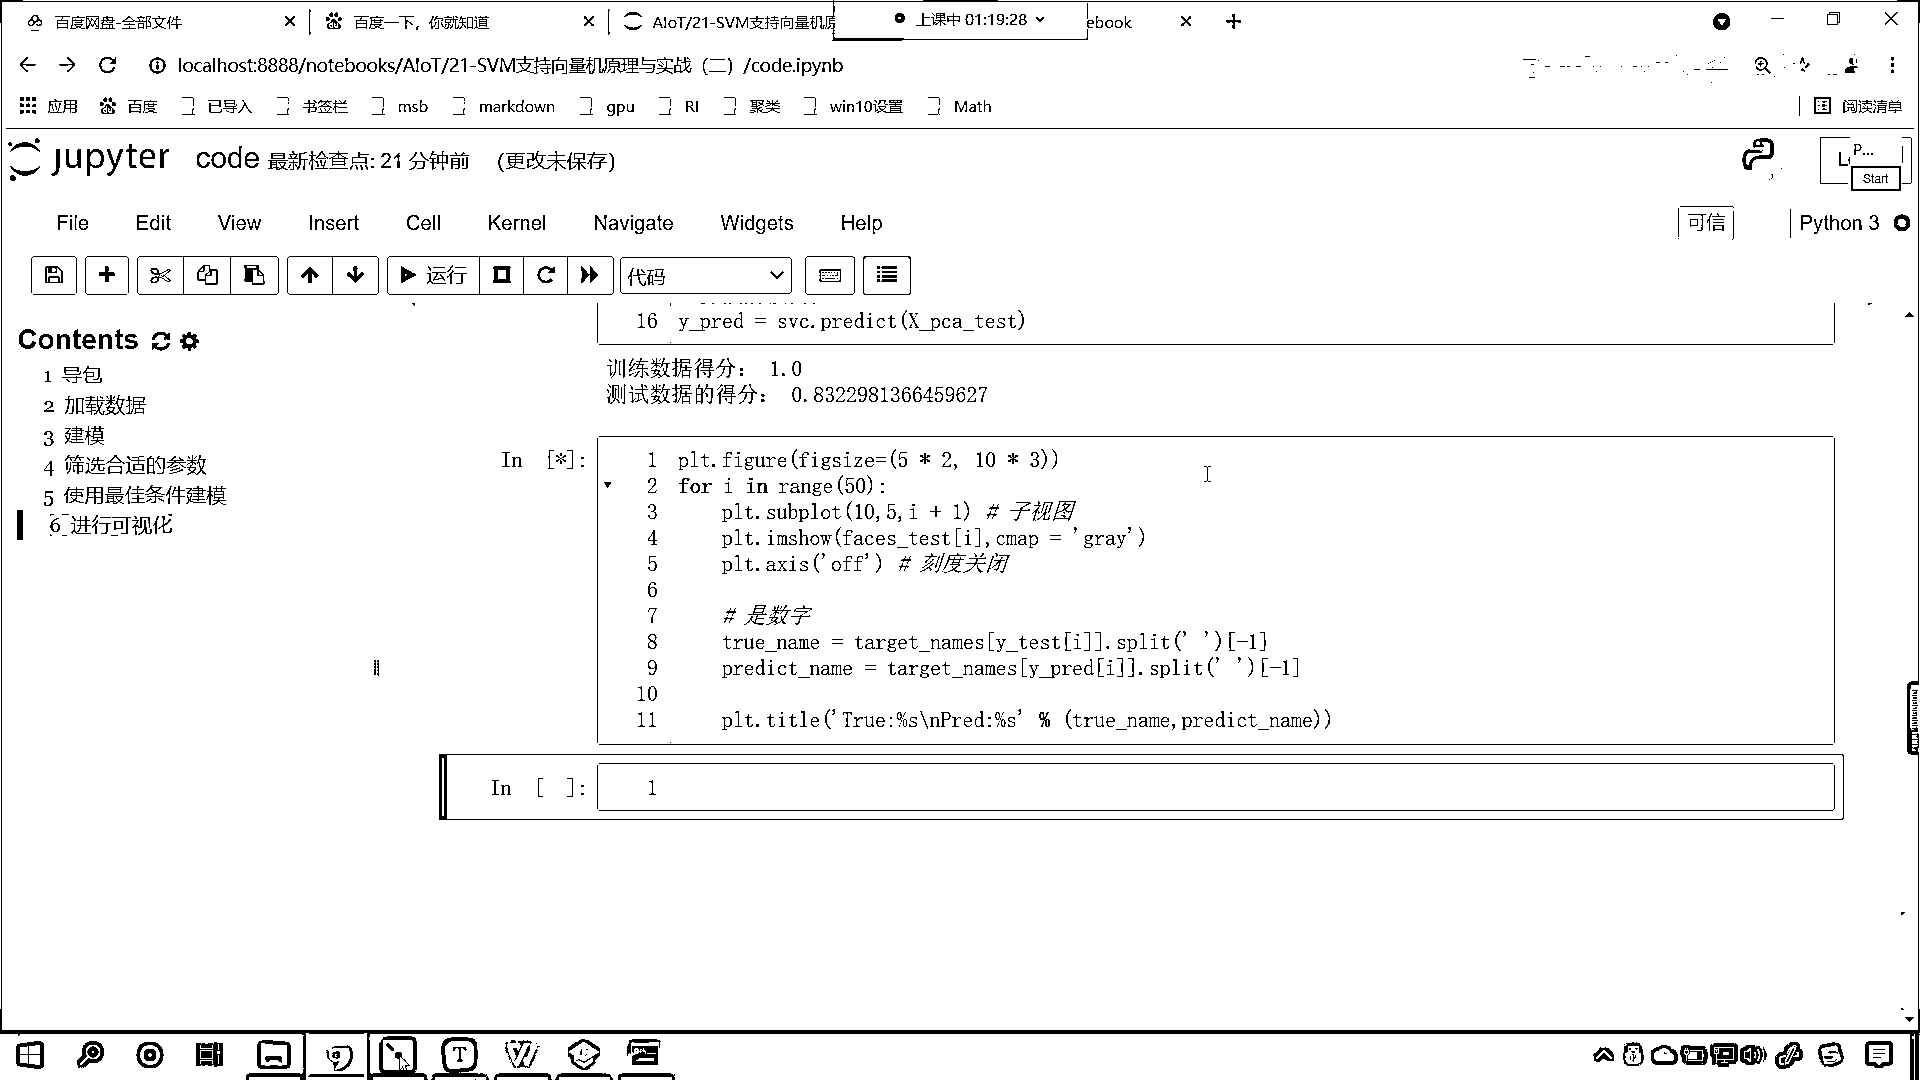 百度网盘-全部文件
百度一下，你就知道
AIoT/21-SVM支持向量机原
上课中 01:19:28
ebook
localhost:8888/notebooks/AIoT/21-SVM支持向量机原理与实战（二）/code.ipynb
应用 百度 已导入 书签栏 msb markdown gpu RI 聚类 win10设置 Math 阅读清单
jupyter code 最新检查点: 21 分钟前 (更改未保存)
P...
Start
File Edit View Insert Cell Kernel Navigate Widgets Help 可信 Python 3
运行 代码
Contents
1 导包
2 加载数据
3 建模
4 筛选合适的参数
5 使用最佳条件建模
6 进行可视化
16 y_pred = svc.predict(X_pca_test)
训练数据得分： 1.0
测试数据的得分： 0.8322981366459627
In [*]:
1 plt.figure(figsize=(5 * 2, 10 * 3))
2 for i in range(50):
3 plt.subplot(10,5,i + 1) # 子视图
4 plt.imshow(faces_test[i],cmap = 'gray')
5 plt.axis('off') # 刻度关闭
6
7 # 是数字
8 true_name = target_names[y_test[i]].split(' ')[-1]
9 predict_name = target_names[y_pred[i]].split(' ')[-1]
10
11 plt.title('True:%s\nPred:%s' % (true_name,predict_name))
In [ ]:
1